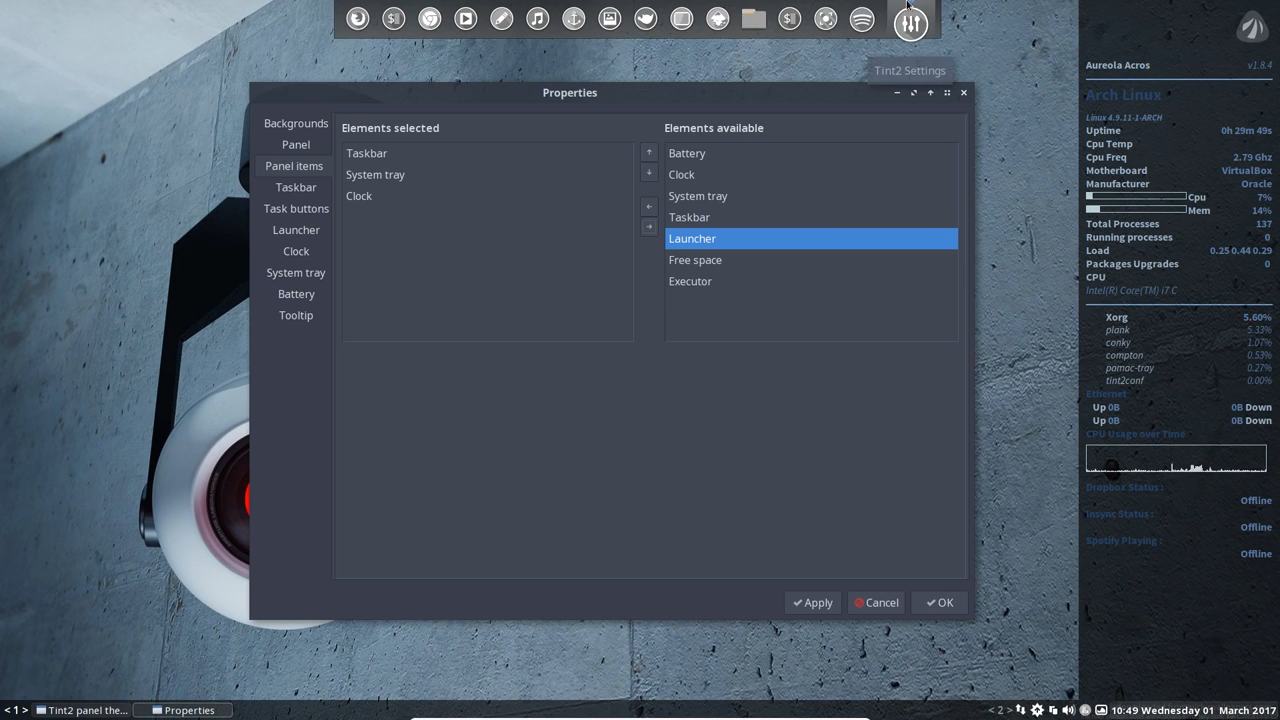 Tint2 Settings
Properties
Backgrounds
Panel
Panel items
Taskbar
Task buttons
Launcher
Clock
System tray
Battery
Tooltip
Elements selected
Taskbar
System tray
Clock
Elements available
Battery
Clock
System tray
Taskbar
Launcher
Free space
Executor
Apply
Cancel
OK
Aureola Acros v1.8.4
Arch Linux
Linux 4.9.11-1-ARCH
Uptime 0h 29m 49s
Cpu Temp
Cpu Freq 2.79 Ghz
Motherboard VirtualBox
Manufacturer Oracle
Cpu 7%
Mem 14%
Total Processes 137
Running processes 0
Load 0.25 0.44 0.29
Packages Upgrades 0
CPU
Intel(R) Core(TM) i7 C
Xorg 5.60%
plank 5.33%
conky 1.07%
compton 0.53%
pamac-tray 0.27%
tint2conf 0.00%
Ethernet
Up 0B 0B Down
Up 0B 0B Down
CPU Usage over Time
Dropbox Status :
Offline
Insync Status :
Offline
Spotify Playing :
Offline
< 1 > Tint2 panel the... Properties < 2 > 10:49 Wednesday 01 March 2017